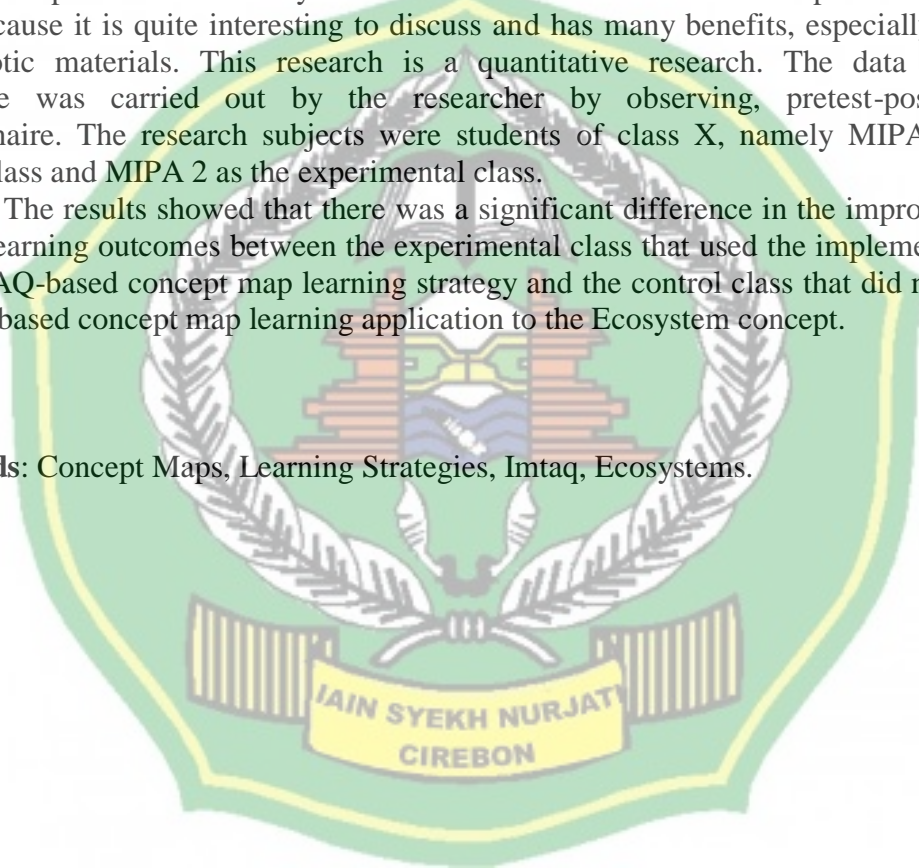 cause it is quite interesting to discuss and has many benefits, especiall
otic materials. This research is a quantitative research. The data
e was carried out by the researcher by observing, pretest-pos
naire. The research subjects were students of class X, namely MIPA
lass and MIPA 2 as the experimental class.
The results showed that there was a significant difference in the impro
earning outcomes between the experimental class that used the impleme
AQ-based concept map learning strategy and the control class that did n
based concept map learning application to the Ecosystem concept.
ds: Concept Maps, Learning Strategies, Imtaq, Ecosystems.
IAIN SYEKH NURJATI
CIREBON